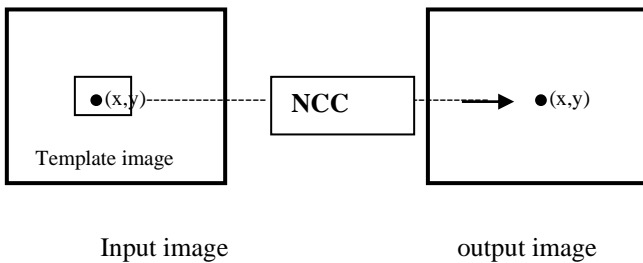 (x,y)
NCC
(x,y)
Template image
Input image
output image